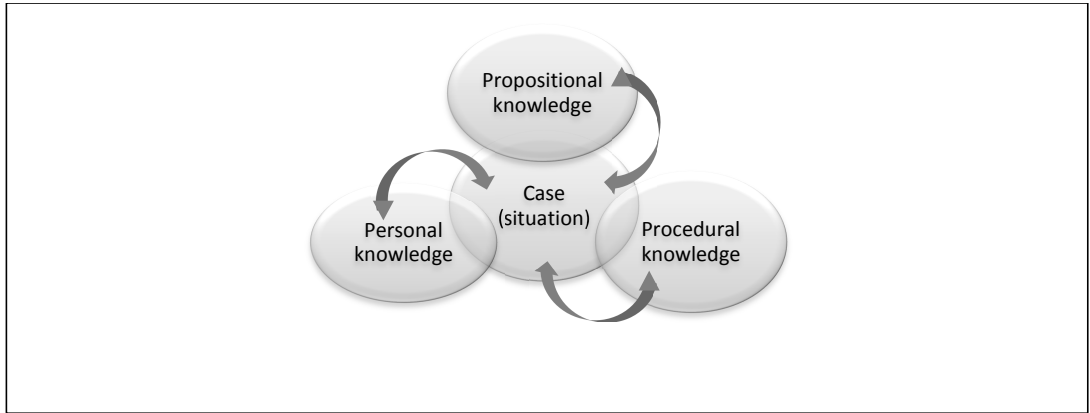 Propositional
knowledge
Case
(situation)
Personal
knowledge
Procedural
knowledge